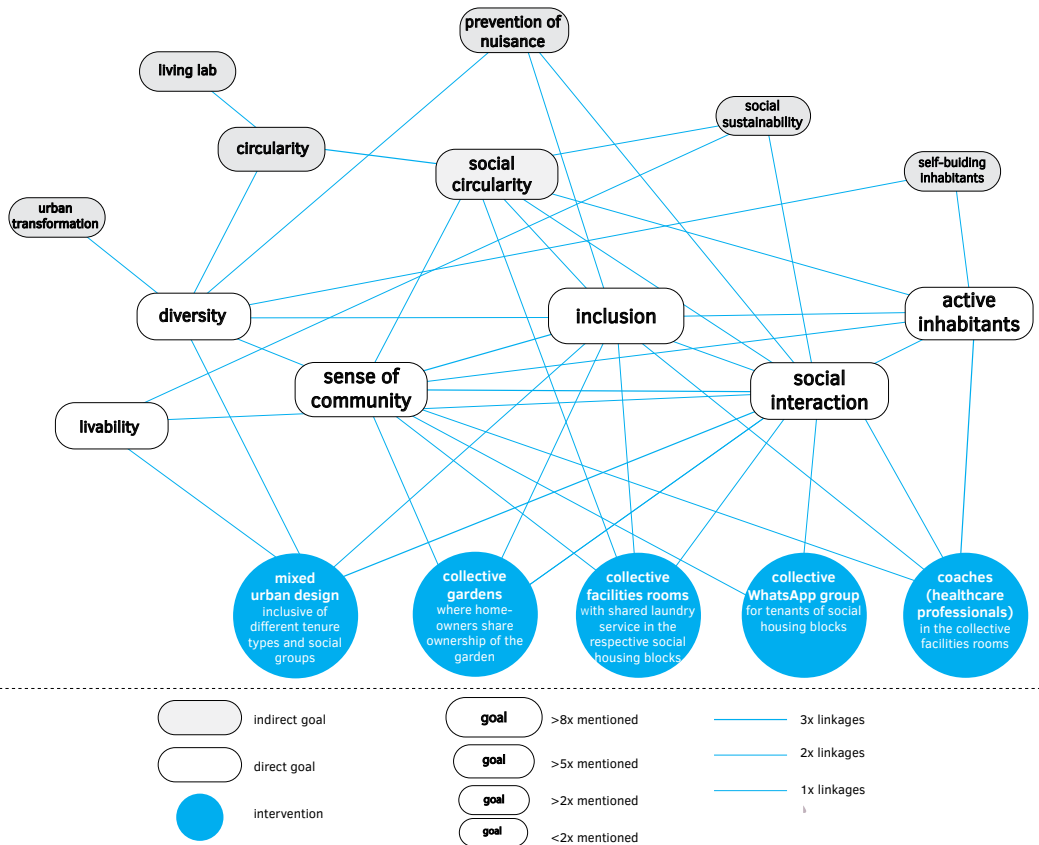 prevention of
nuisance
living lab
social
sustainability
circularity
social
circularity
self-buiding
inhabitants
urban
transformation
diversity
inclusion
active
inhabitants
sense of
community
social
interaction
livability
mixed
urban design
inclusive of
different tenure
types and social
groups
collective
gardens
where home-
owners share
ownership of the
garden
collective
facilities rooms
with shared laundry
service in the
respective social
housing blocks
collective
WhatsApp group
for tenants of social
housing blocks
coaches
(healthcare
professionals)
in the collective
facilities rooms
indirect goal
direct goal
intervention
goal >8x mentioned
goal >5x mentioned
goal >2x mentioned
goal <2x mentioned
3x linkages
2x linkages
1x linkages